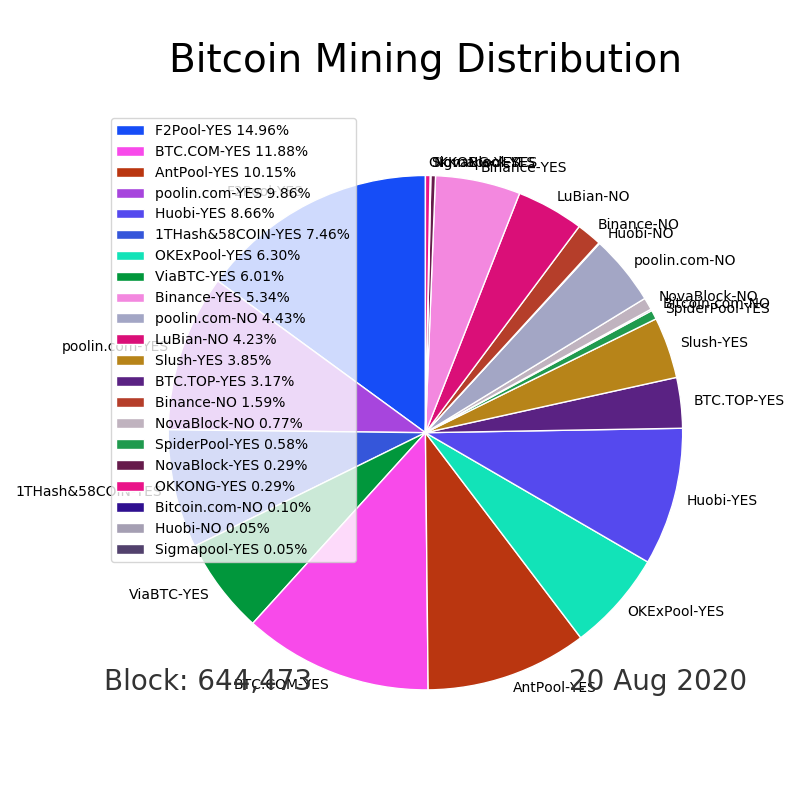 Bitcoin Mining Distribution
F2Pool-YES 14.96%
BTC.COM-YES 11.88%
AntPool-YES 10.15%
poolin.com-YES 9.86%
Huobi-YES 8.66%
1THash&58COIN-YES 7.46%
OKExPool-YES 6.30%
ViaBTC-YES 6.01%
Binance-YES 5.34%
poolin.com-NO 4.43%
LuBian-NO 4.23%
Slush-YES 3.85%
BTC.TOP-YES 3.17%
Binance-NO 1.59%
NovaBlock-NO 0.77%
SpiderPool-YES 0.58%
NovaBlock-YES 0.29%
OKKONG-YES 0.29%
Bitcoin.com-NO 0.10%
Huobi-NO 0.05%
Sigmapool-YES 0.05%
Binance-YES
LuBian-NO
Binance-NO
Huobi-NO
poolin.com-NO
NovaBlock-NO
Bitcoin.com-NO
SpiderPool-YES
Slush-YES
BTC.TOP-YES
Huobi-YES
OKExPool-YES
AntPool-YES
BTC.COM-YES
ViaBTC-YES
1THash&58COIN-YES
poolin.com-YES
F2Pool-YES
Block: 644,473
20 Aug 2020